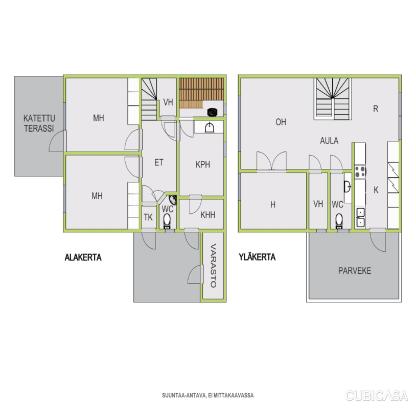 KATETTU
TERASSI
MH
MH
VH
ET
KPH
TK
WC
KHH
VARASTO
ALAKERTA
OH
R
AULA
H
VH
WC
K
YLÄKERTA
PARVEKE
SUUNTAA-ANTAVA, EI MITTAKAAVASSA
CUBICASA